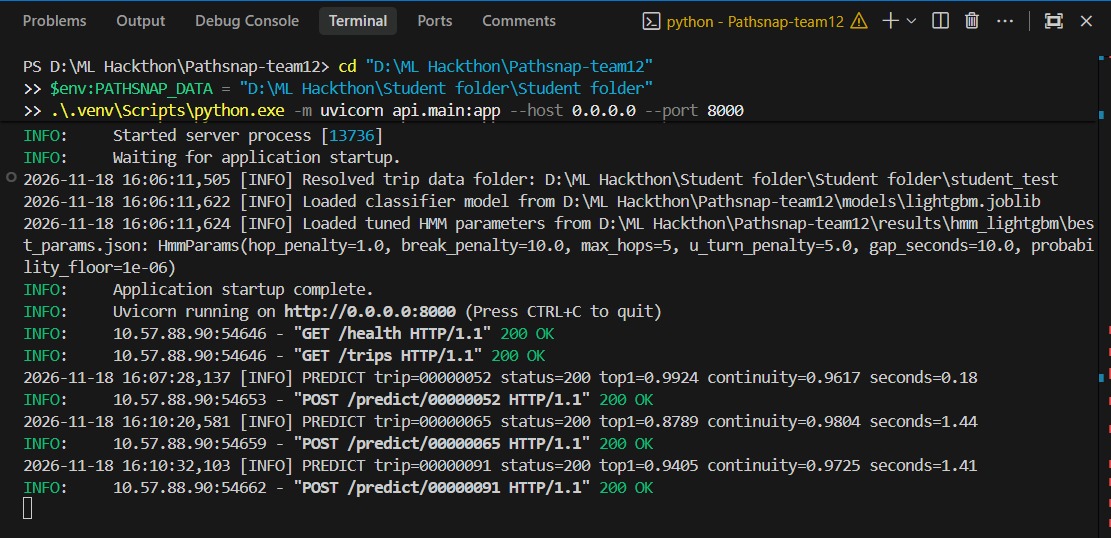 Problems Output Debug Console Terminal Ports Comments python - Pathsnap-team12
PS D:\ML Hackthon\Pathsnap-team12> cd "D:\ML Hackthon\Pathsnap-team12"
>> $env:PATHSNAP_DATA = "D:\ML Hackthon\Student folder\Student folder"
>> .\.venv\Scripts\python.exe -m uvicorn api.main:app --host 0.0.0.0 --port 8000
INFO:     Started server process [13736]
INFO:     Waiting for application startup.
2026-11-18 16:06:11,505 [INFO] Resolved trip data folder: D:\ML Hackthon\Student folder\Student folder\student_test
2026-11-18 16:06:11,622 [INFO] Loaded classifier model from D:\ML Hackthon\Pathsnap-team12\models\lightgbm.joblib
2026-11-18 16:06:11,624 [INFO] Loaded tuned HMM parameters from D:\ML Hackthon\Pathsnap-team12\results\hmm_lightgbm\bes
t_params.json: HmmParams(hop_penalty=1.0, break_penalty=10.0, max_hops=5, u_turn_penalty=5.0, gap_seconds=10.0, probabi
lity_floor=1e-06)
INFO:     Application startup complete.
INFO:     Uvicorn running on http://0.0.0.0:8000 (Press CTRL+C to quit)
INFO:     10.57.88.90:54646 - "GET /health HTTP/1.1" 200 OK
INFO:     10.57.88.90:54646 - "GET /trips HTTP/1.1" 200 OK
2026-11-18 16:07:28,137 [INFO] PREDICT trip=00000052 status=200 top1=0.9924 continuity=0.9617 seconds=0.18
INFO:     10.57.88.90:54653 - "POST /predict/00000052 HTTP/1.1" 200 OK
2026-11-18 16:10:20,581 [INFO] PREDICT trip=00000065 status=200 top1=0.8789 continuity=0.9804 seconds=1.44
INFO:     10.57.88.90:54659 - "POST /predict/00000065 HTTP/1.1" 200 OK
2026-11-18 16:10:32,103 [INFO] PREDICT trip=00000091 status=200 top1=0.9405 continuity=0.9725 seconds=1.41
INFO:     10.57.88.90:54662 - "POST /predict/00000091 HTTP/1.1" 200 OK